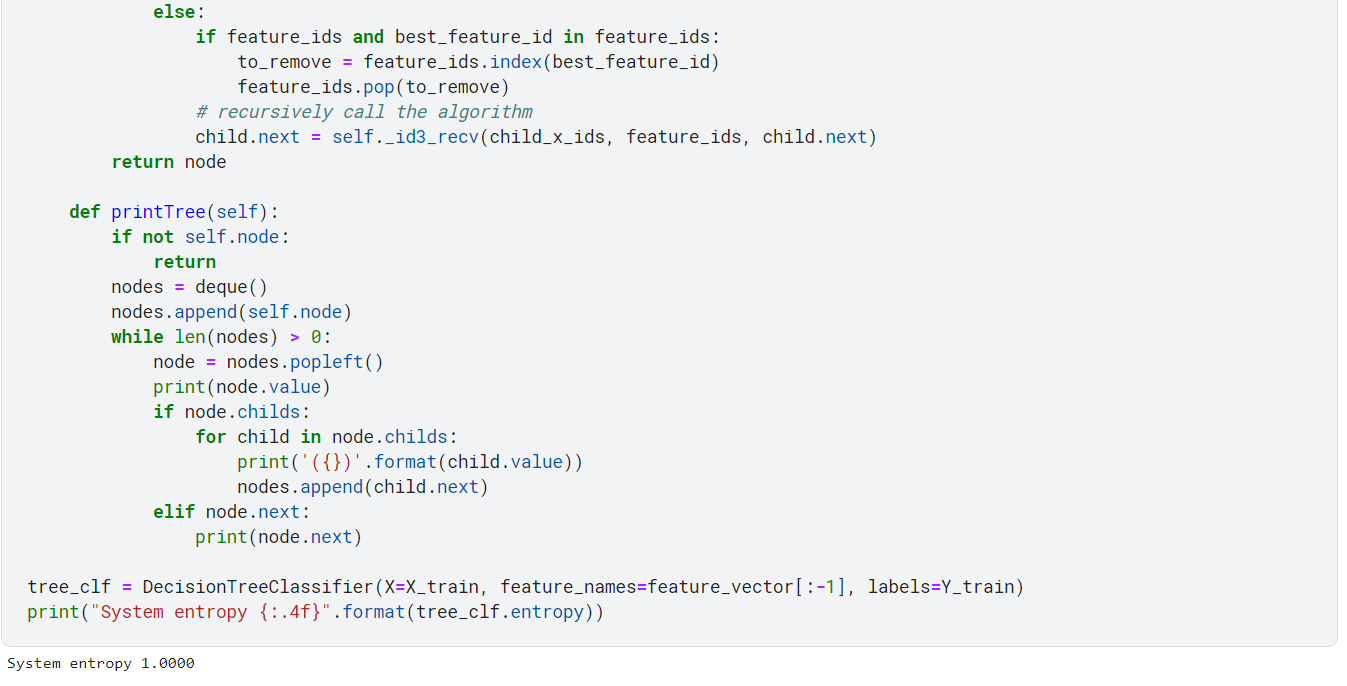 else:
                if feature_ids and best_feature_id in feature_ids:
                    to_remove = feature_ids.index(best_feature_id)
                    feature_ids.pop(to_remove)
                # recursively call the algorithm
                child.next = self._id3_recv(child_x_ids, feature_ids, child.next)
        return node

    def printTree(self):
        if not self.node:
            return
        nodes = deque()
        nodes.append(self.node)
        while len(nodes) > 0:
            node = nodes.popleft()
            print(node.value)
            if node.childs:
                for child in node.childs:
                    print('({})'.format(child.value))
                    nodes.append(child.next)
            elif node.next:
                print(node.next)

tree_clf = DecisionTreeClassifier(X=X_train, feature_names=feature_vector[:-1], labels=Y_train)
print("System entropy {:.4f}".format(tree_clf.entropy))
System entropy 1.0000